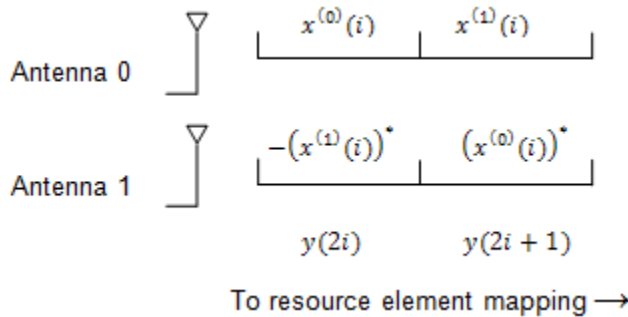 x⁽⁰⁾(i) x⁽¹⁾(i)
Antenna 0
−(x⁽¹⁾(i))* (x⁽⁰⁾(i))*
Antenna 1
y(2i) y(2i + 1)
To resource element mapping →